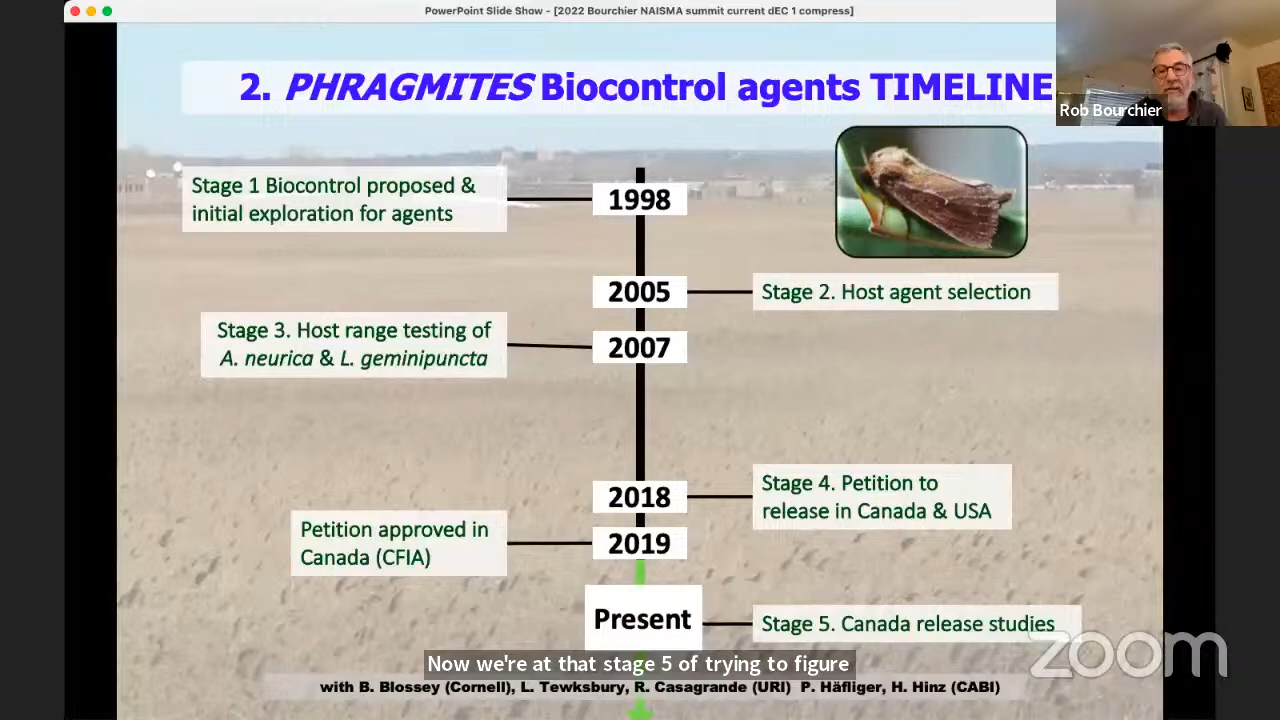 PowerPoint Slide Show - [2022 Bourchier NAISMA summit current dEC 1 compress]
2. PHRAGMITES Biocontrol agents TIMELINE
Rob Bourchier
Stage 1 Biocontrol proposed &
initial exploration for agents
1998
2005
Stage 2. Host agent selection
Stage 3. Host range testing of
A. neurica & L. geminipuncta
2007
2018
Stage 4. Petition to
release in Canada & USA
Petition approved in
Canada (CFIA)
2019
Present
Stage 5. Canada release studies
zoom
Now we're at that stage 5 of trying to figure
with B. Blossey (Cornell), L. Tewksbury, R. Casagrande (URI) P. Häfliger, H. Hinz (CABI)